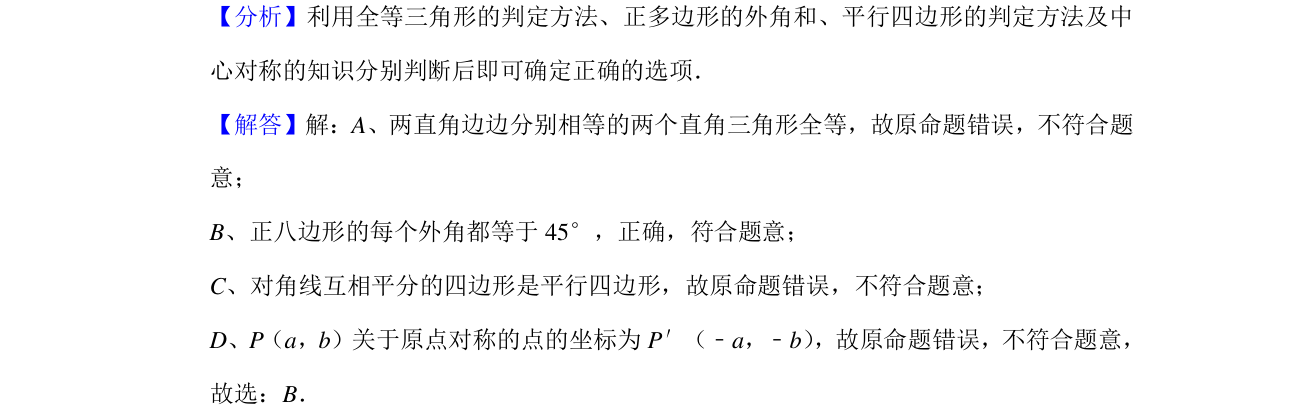 【分析】利用全等三角形的判定方法、正多边形的外角和、平行四边形的判定方法及中
心对称的知识分别判断后即可确定正确的选项．
【解答】解：A、两直角边边分别相等的两个直角三角形全等，故原命题错误，不符合题
意；
B、正八边形的每个外角都等于 45°，正确，符合题意；
C、对角线互相平分的四边形是平行四边形，故原命题错误，不符合题意；
D、P（a，b）关于原点对称的点的坐标为 P′（﹣a，﹣b），故原命题错误，不符合题意，
故选：B．